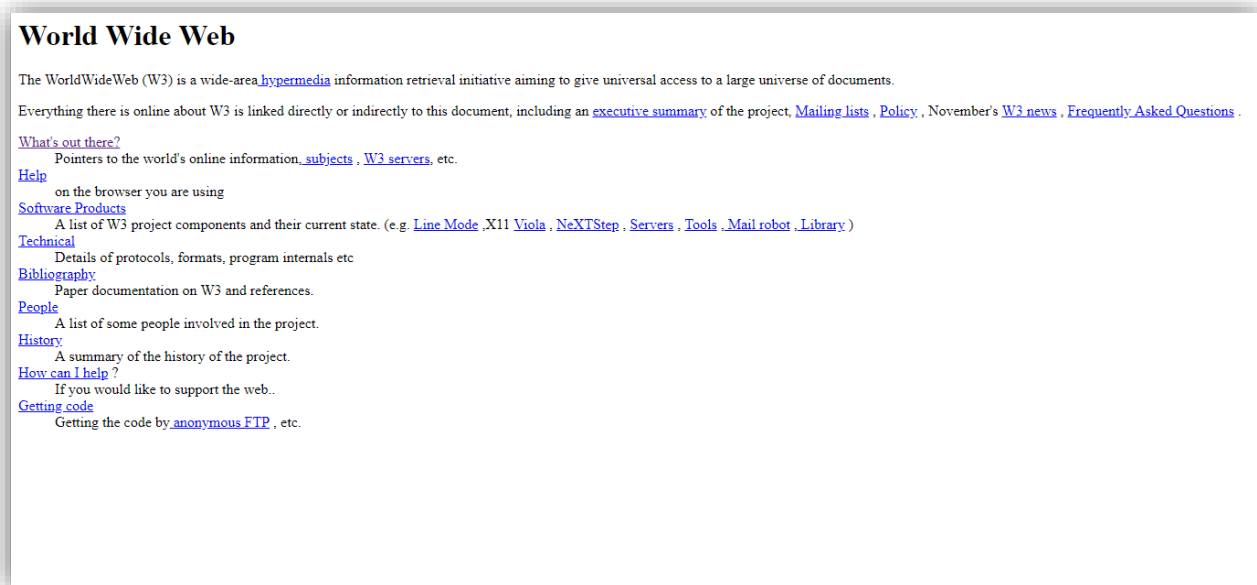 World Wide Web
The WorldWideWeb (W3) is a wide-area hypermedia information retrieval initiative aiming to give universal access to a large universe of documents.
Everything there is online about W3 is linked directly or indirectly to this document, including an executive summary of the project, Mailing lists , Policy , November's W3 news , Frequently Asked Questions .
What's out there?
Pointers to the world's online information, subjects , W3 servers, etc.
Help
on the browser you are using
Software Products
A list of W3 project components and their current state. (e.g. Line Mode ,X11 Viola , NeXTStep , Servers , Tools , Mail robot , Library )
Technical
Details of protocols, formats, program internals etc
Bibliography
Paper documentation on W3 and references.
People
A list of some people involved in the project.
History
A summary of the history of the project.
How can I help ?
If you would like to support the web..
Getting code
Getting the code by anonymous FTP , etc.